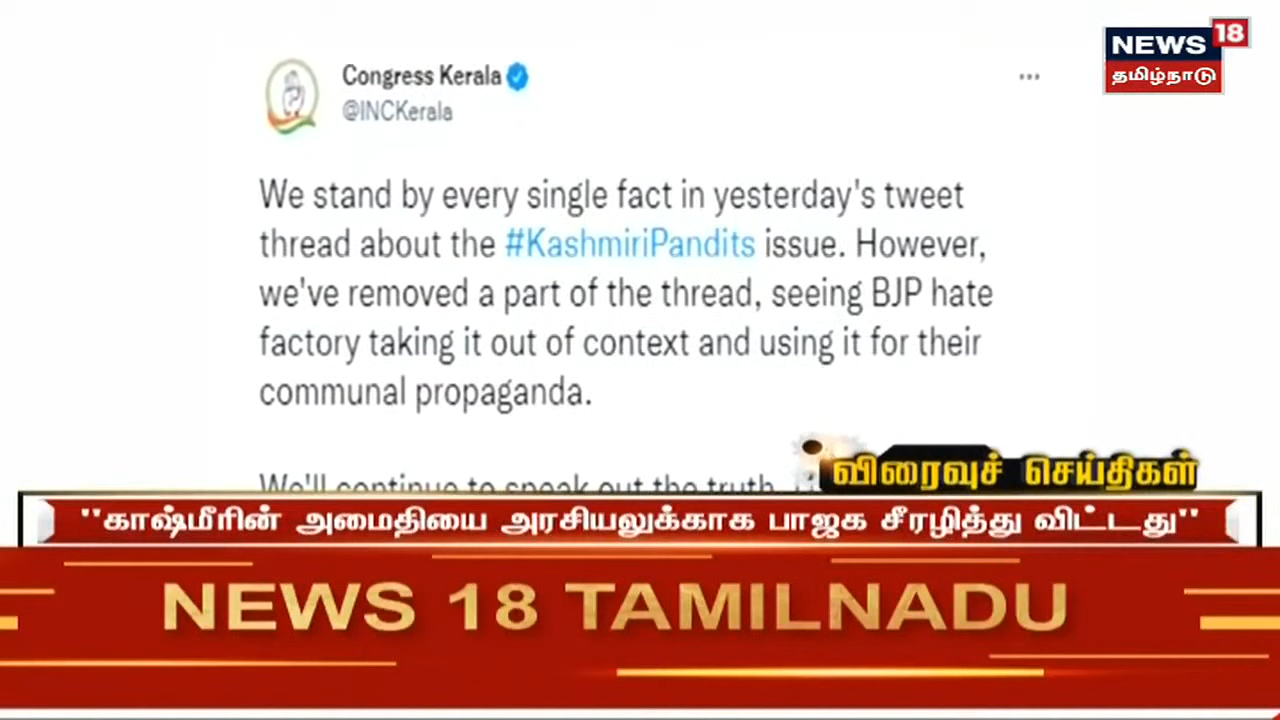 NEWS 18
தமிழ்நாடு
Congress Kerala
@INCKerala
We stand by every single fact in yesterday's tweet
thread about the #KashmiriPandits issue. However,
we've removed a part of the thread, seeing BJP hate
factory taking it out of context and using it for their
communal propaganda.
We'll continue to speak out the truth.
விரைவுச் செய்திகள்
"காஷ்மீரின் அமைதியை அரசியலுக்காக பாஜக சீரழித்து விட்டது"
NEWS 18 TAMILNADU